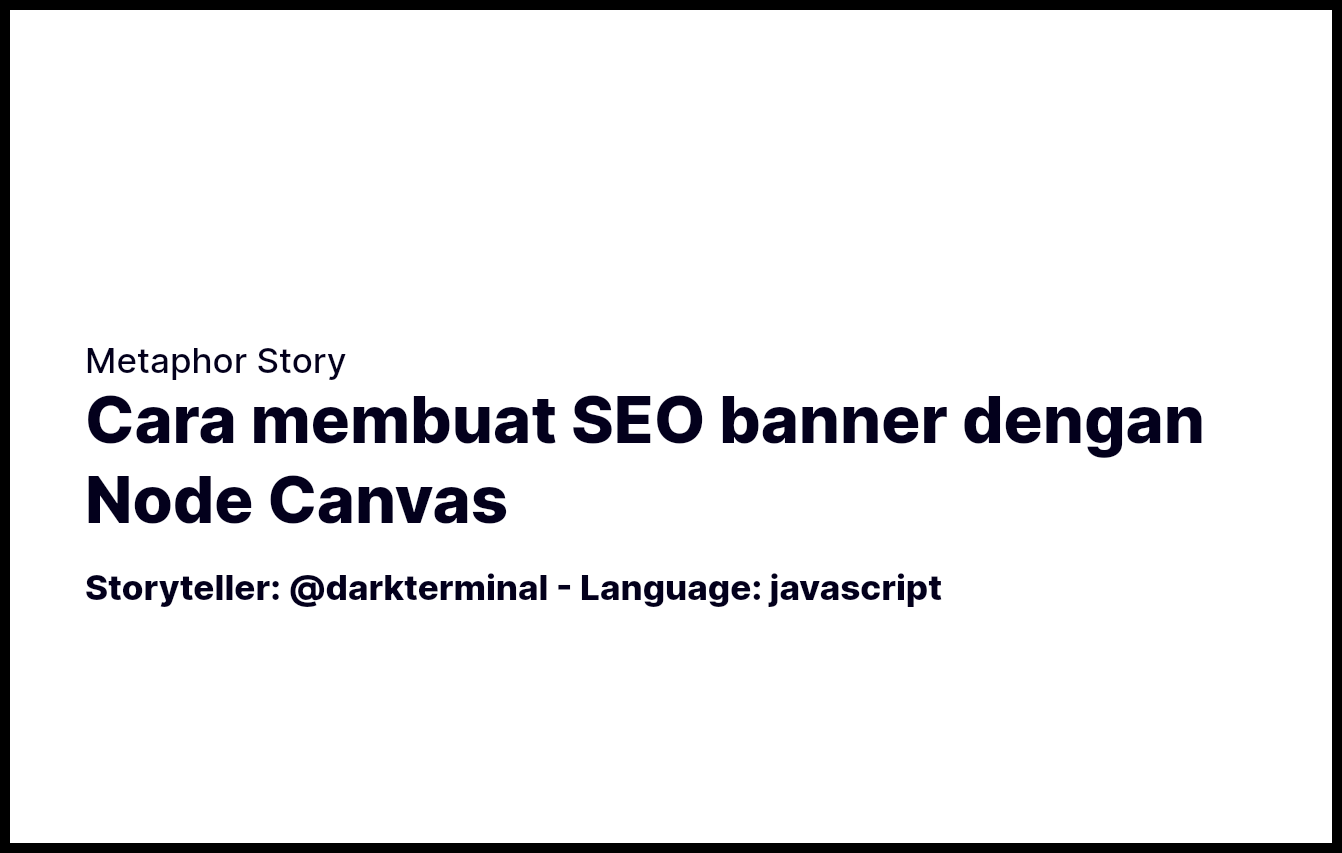 Metaphor Story
Cara membuat SEO banner dengan
Node Canvas
Storyteller: @darkterminal - Language: javascript